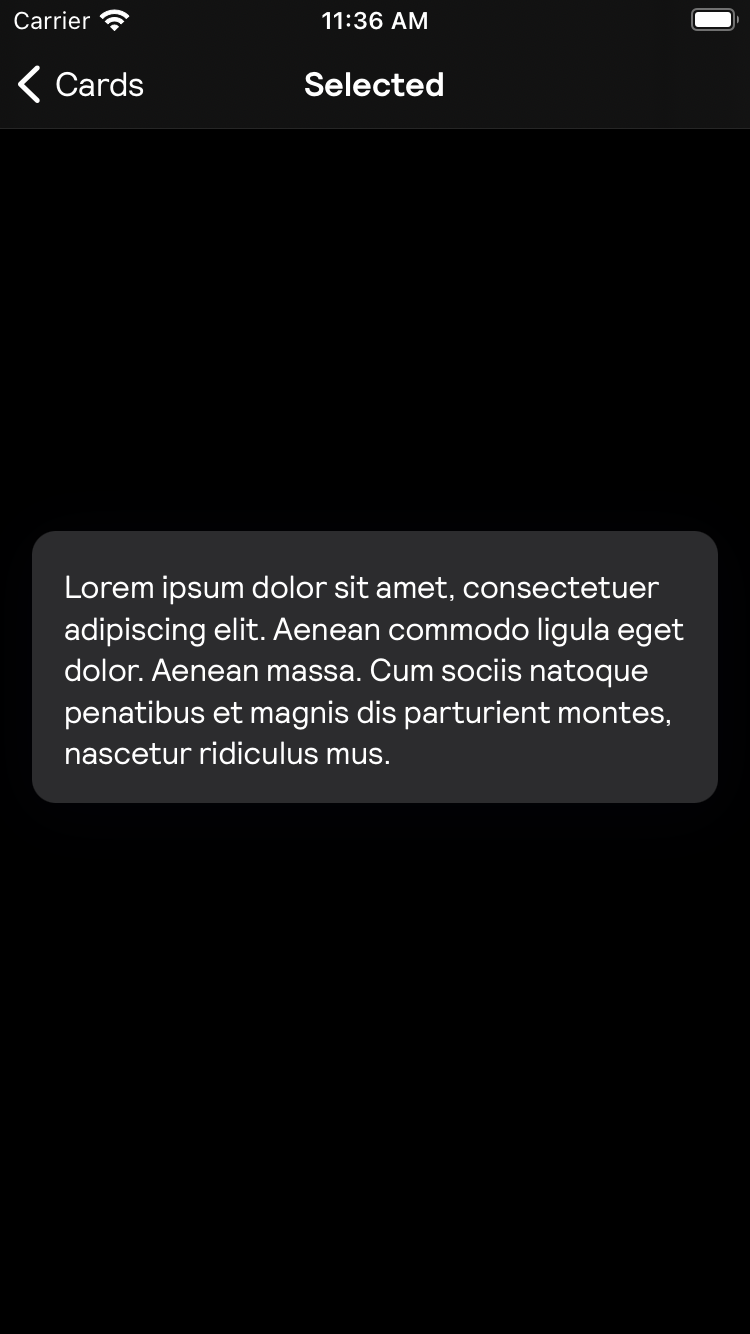 Carrier 11:36 AM
Cards Selected
Lorem ipsum dolor sit amet, consectetuer
adipiscing elit. Aenean commodo ligula eget
dolor. Aenean massa. Cum sociis natoque
penatibus et magnis dis parturient montes,
nascetur ridiculus mus.